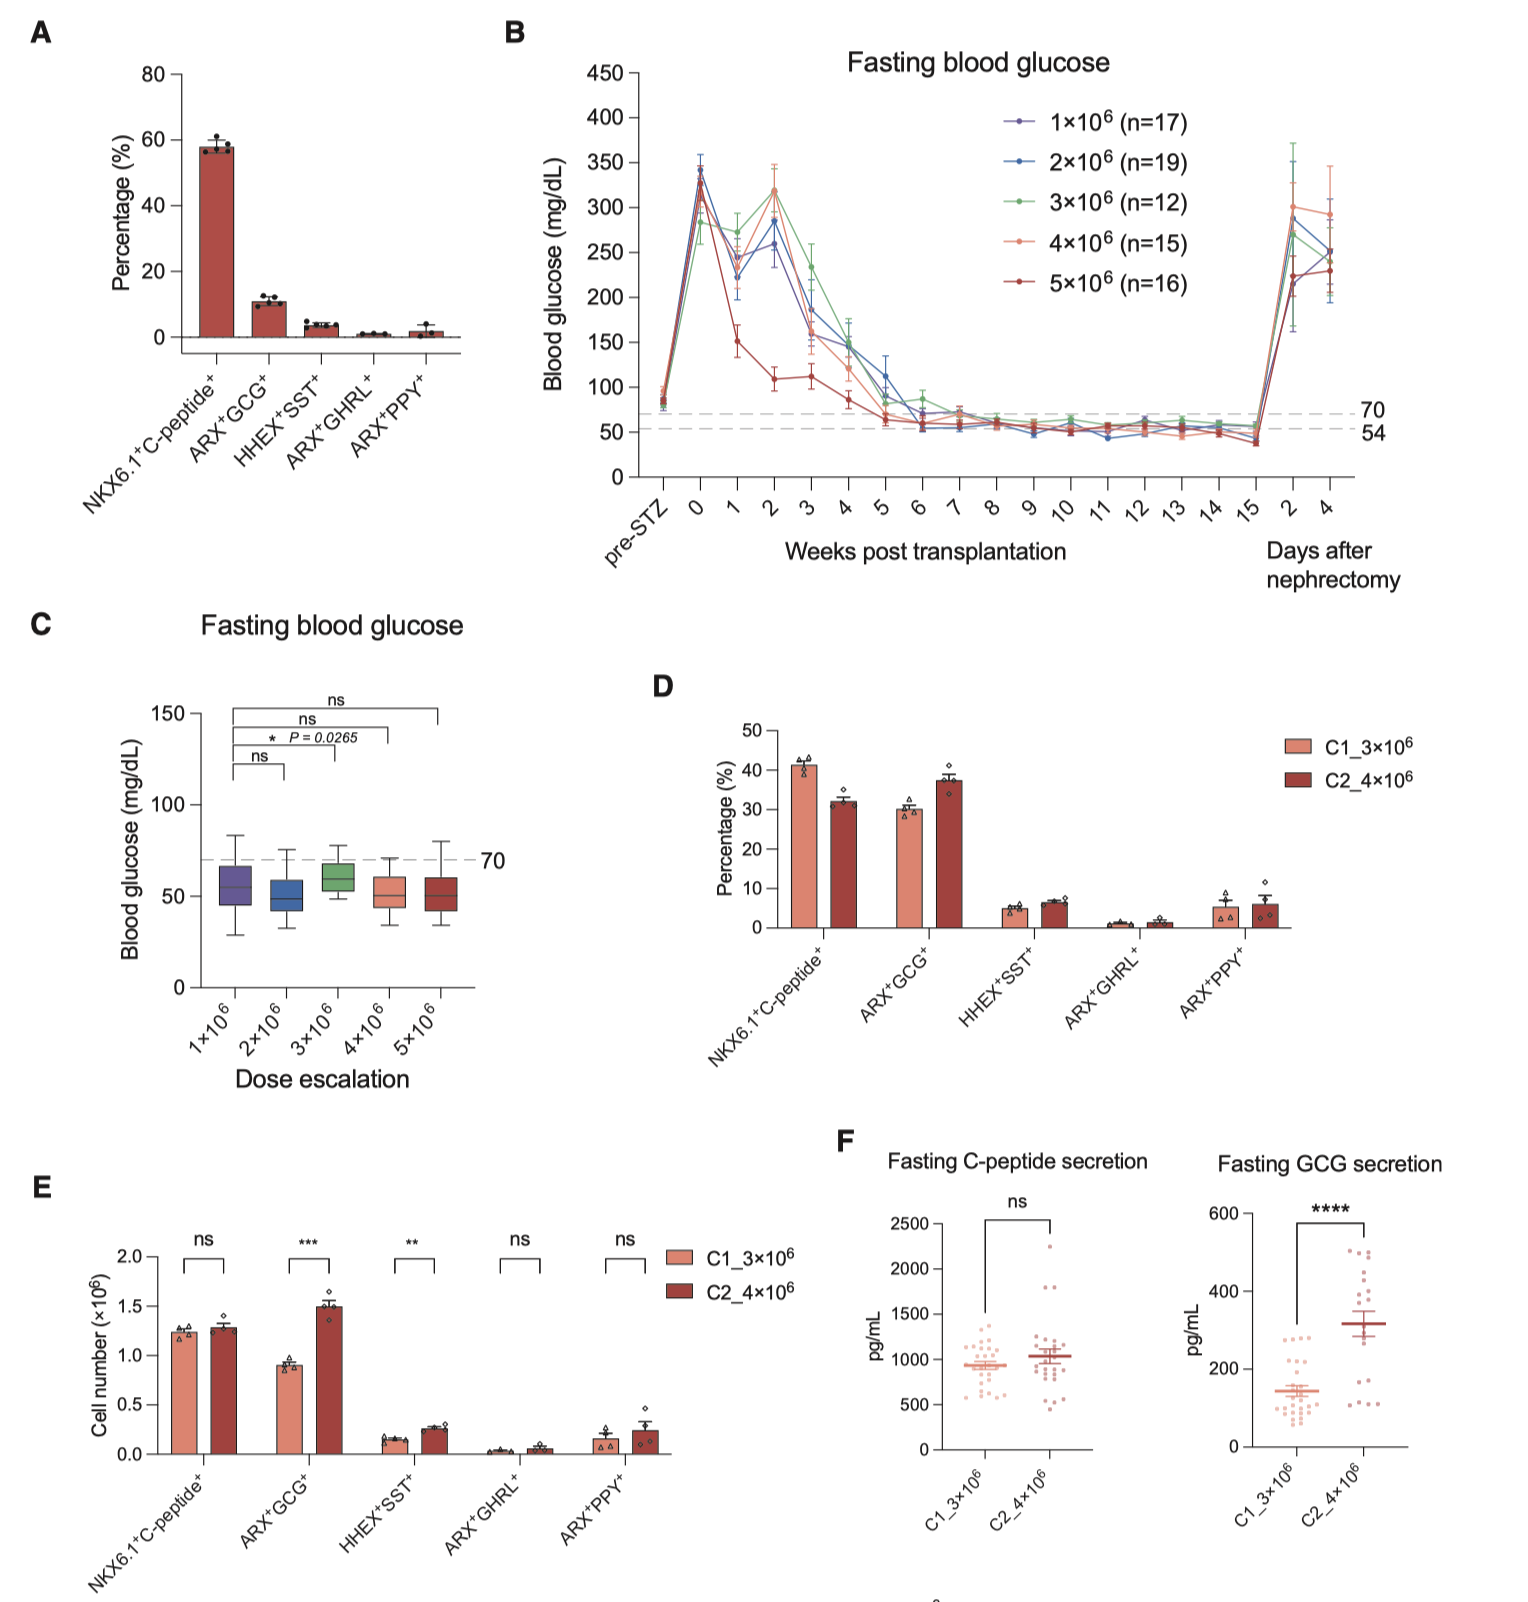 A
80
60
40
20
0
Percentage (%)
NKX6.1⁺C-peptide⁺
ARX⁺GCG⁺
HHEX⁺SST⁺
ARX⁺GHRL⁺
ARX⁺PPY⁺
B
Fasting blood glucose
450
400
350
300
250
200
150
100
50
0
Blood glucose (mg/dL)
1×10⁶ (n=17)
2×10⁶ (n=19)
3×10⁶ (n=12)
4×10⁶ (n=15)
5×10⁶ (n=16)
70
54
pre-STZ 0 1 2 3 4 5 6 7 8 9 10 11 12 13 14 15 2 4
Weeks post transplantation
Days after
nephrectomy
C
Fasting blood glucose
150
100
50
0
Blood glucose (mg/dL)
ns
ns
* P = 0.0265
ns
70
1×10⁶
2×10⁶
3×10⁶
4×10⁶
5×10⁶
Dose escalation
D
50
40
30
20
10
0
Percentage (%)
C1_3×10⁶
C2_4×10⁶
NKX6.1⁺C-peptide⁺
ARX⁺GCG⁺
HHEX⁺SST⁺
ARX⁺GHRL⁺
ARX⁺PPY⁺
E
2.0
1.5
1.0
0.5
0.0
Cell number (×10⁶)
ns
***
**
ns
ns
C1_3×10⁶
C2_4×10⁶
NKX6.1⁺C-peptide⁺
ARX⁺GCG⁺
HHEX⁺SST⁺
ARX⁺GHRL⁺
ARX⁺PPY⁺
F
Fasting C-peptide secretion
ns
2500
2000
1500
1000
500
0
pg/mL
C1_3×10⁶
C2_4×10⁶
Fasting GCG secretion
****
600
400
200
0
pg/mL
C1_3×10⁶
C2_4×10⁶